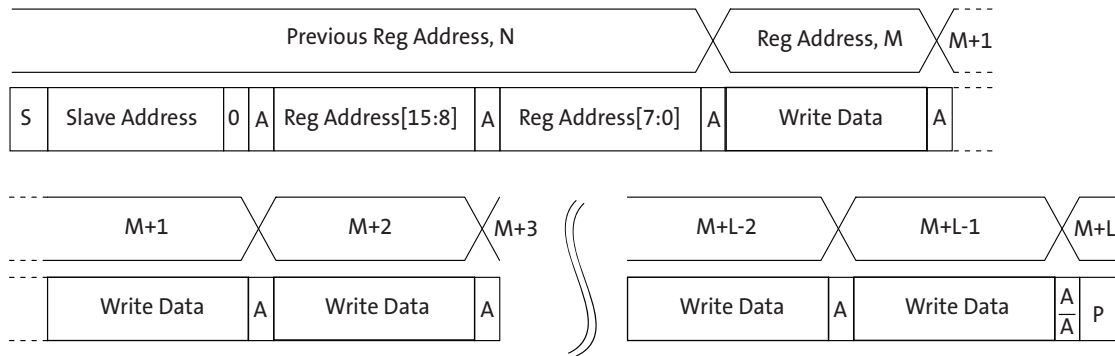 Previous Reg Address, N Reg Address, M M+1
S Slave Address 0 A Reg Address[15:8] A Reg Address[7:0] A Write Data A
M+1 M+2 M+3 M+L-2 M+L-1 M+L
Write Data A Write Data A Write Data A Write Data A P
A